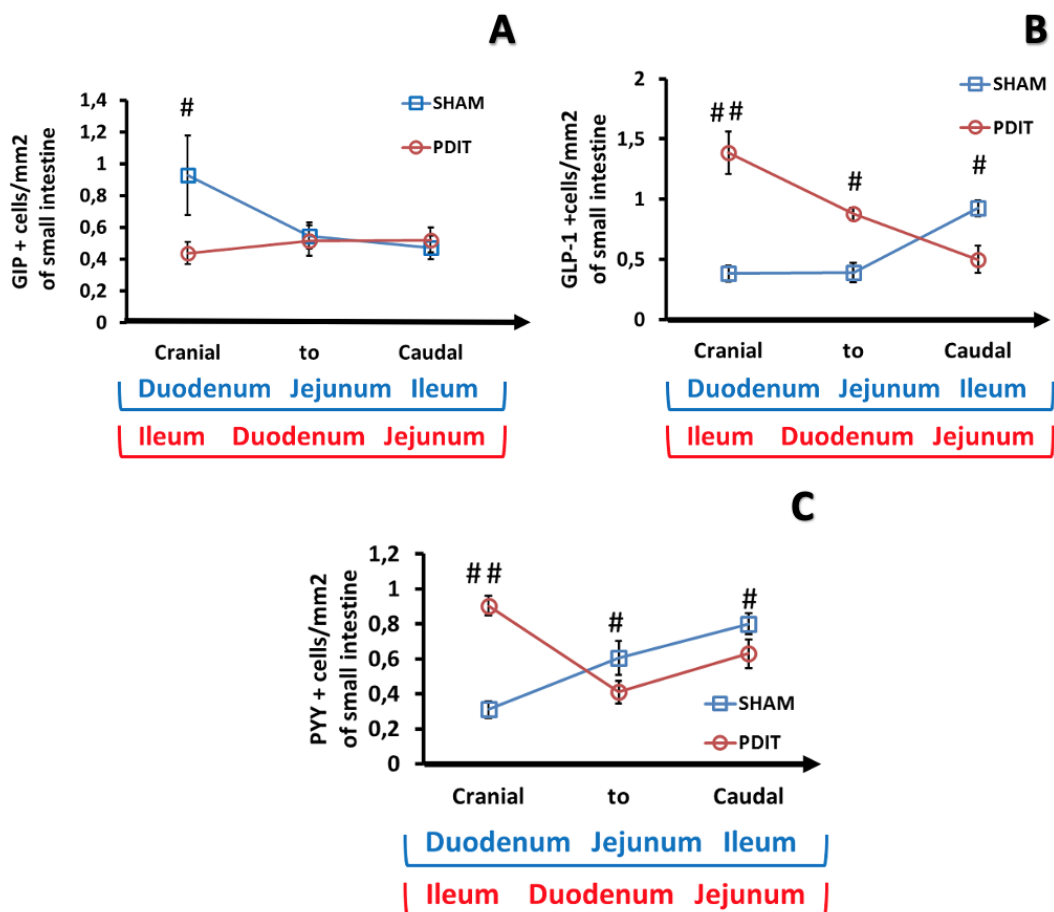 A
GIP + cells/mm2
of small intestine
1,4
1,2
1
0,8
0,6
0,4
0,2
0
#
SHAM
PDIT
Cranial to Caudal
Duodenum Jejunum Ileum
Ileum Duodenum Jejunum
B
GLP-1 +cells/mm2
of small intestine
2
1,5
1
0,5
0
##
#
#
SHAM
PDIT
Cranial to Caudal
Duodenum Jejunum Ileum
Ileum Duodenum Jejunum
C
PYY + cells/mm2
of small intestine
1,2
1
0,8
0,6
0,4
0,2
0
##
#
#
SHAM
PDIT
Cranial to Caudal
Duodenum Jejunum Ileum
Ileum Duodenum Jejunum